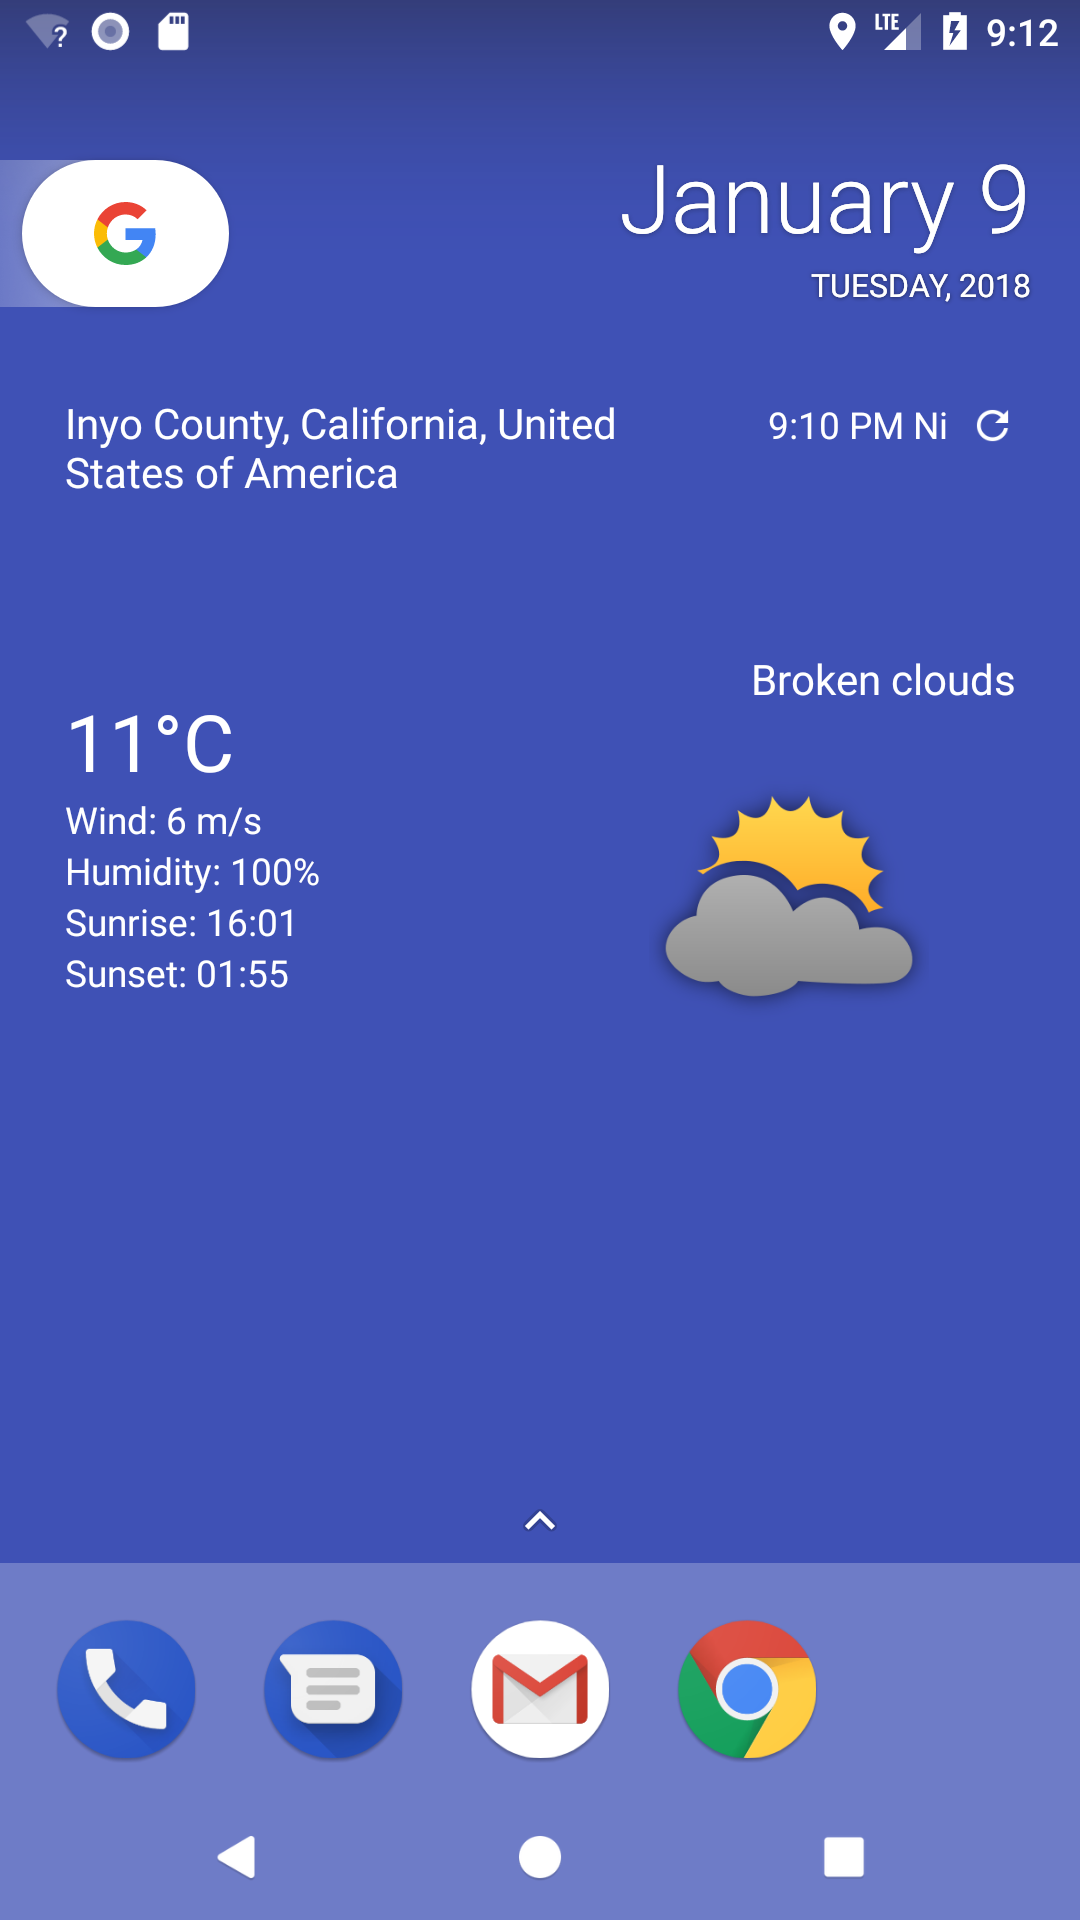 LTE 9:12
January 9
TUESDAY, 2018
Inyo County, California, United
States of America
9:10 PM Ni
Broken clouds
11°C
Wind: 6 m/s
Humidity: 100%
Sunrise: 16:01
Sunset: 01:55